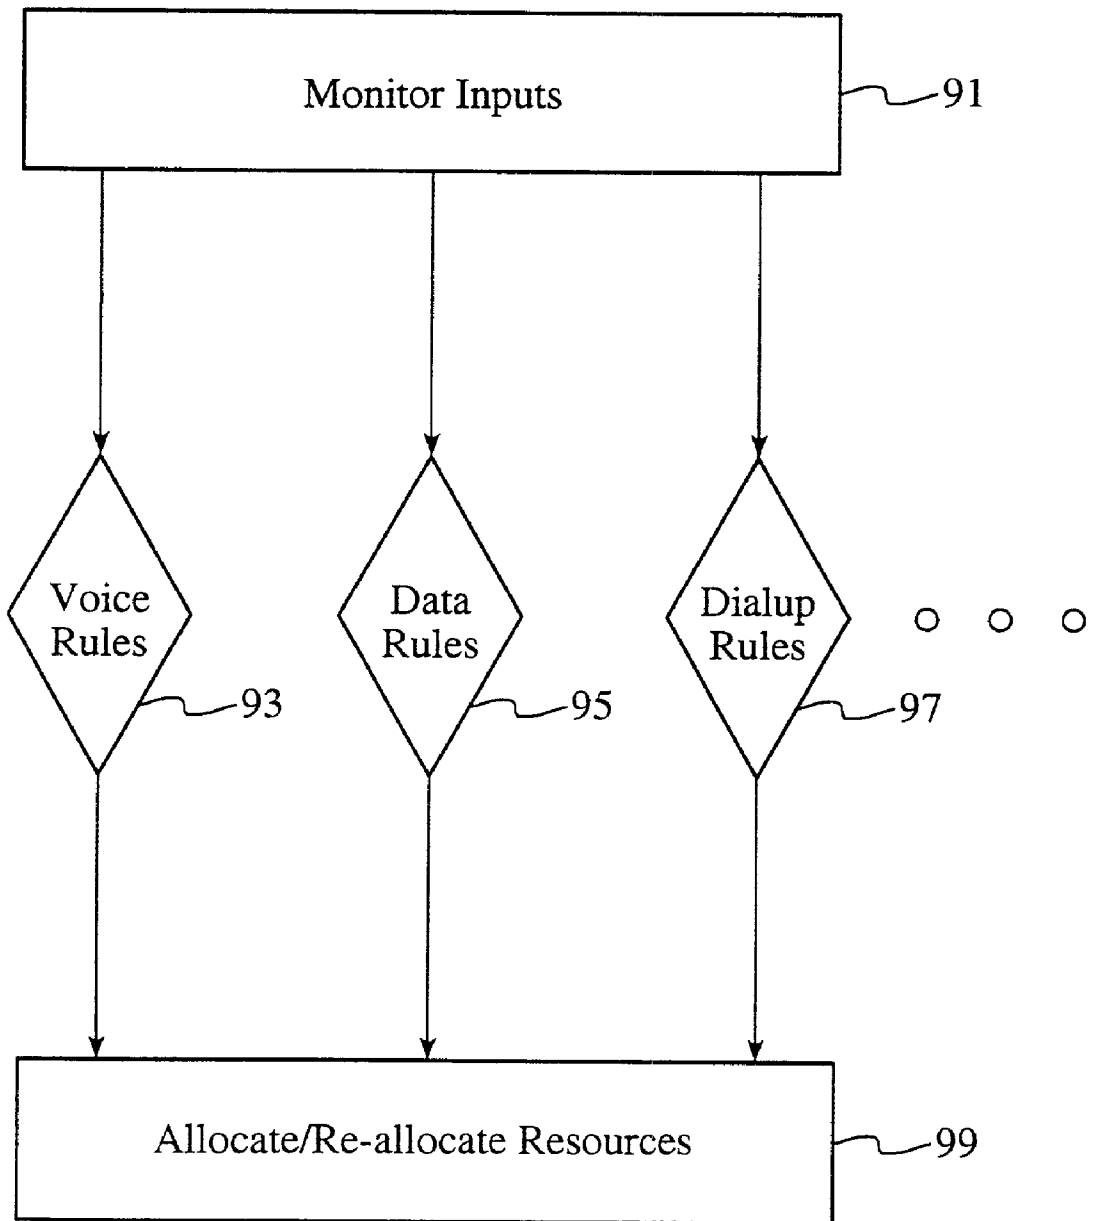 Monitor Inputs
91
Voice
Rules
93
Data
Rules
95
Dialup
Rules
97
Allocate/Re-allocate Resources
99